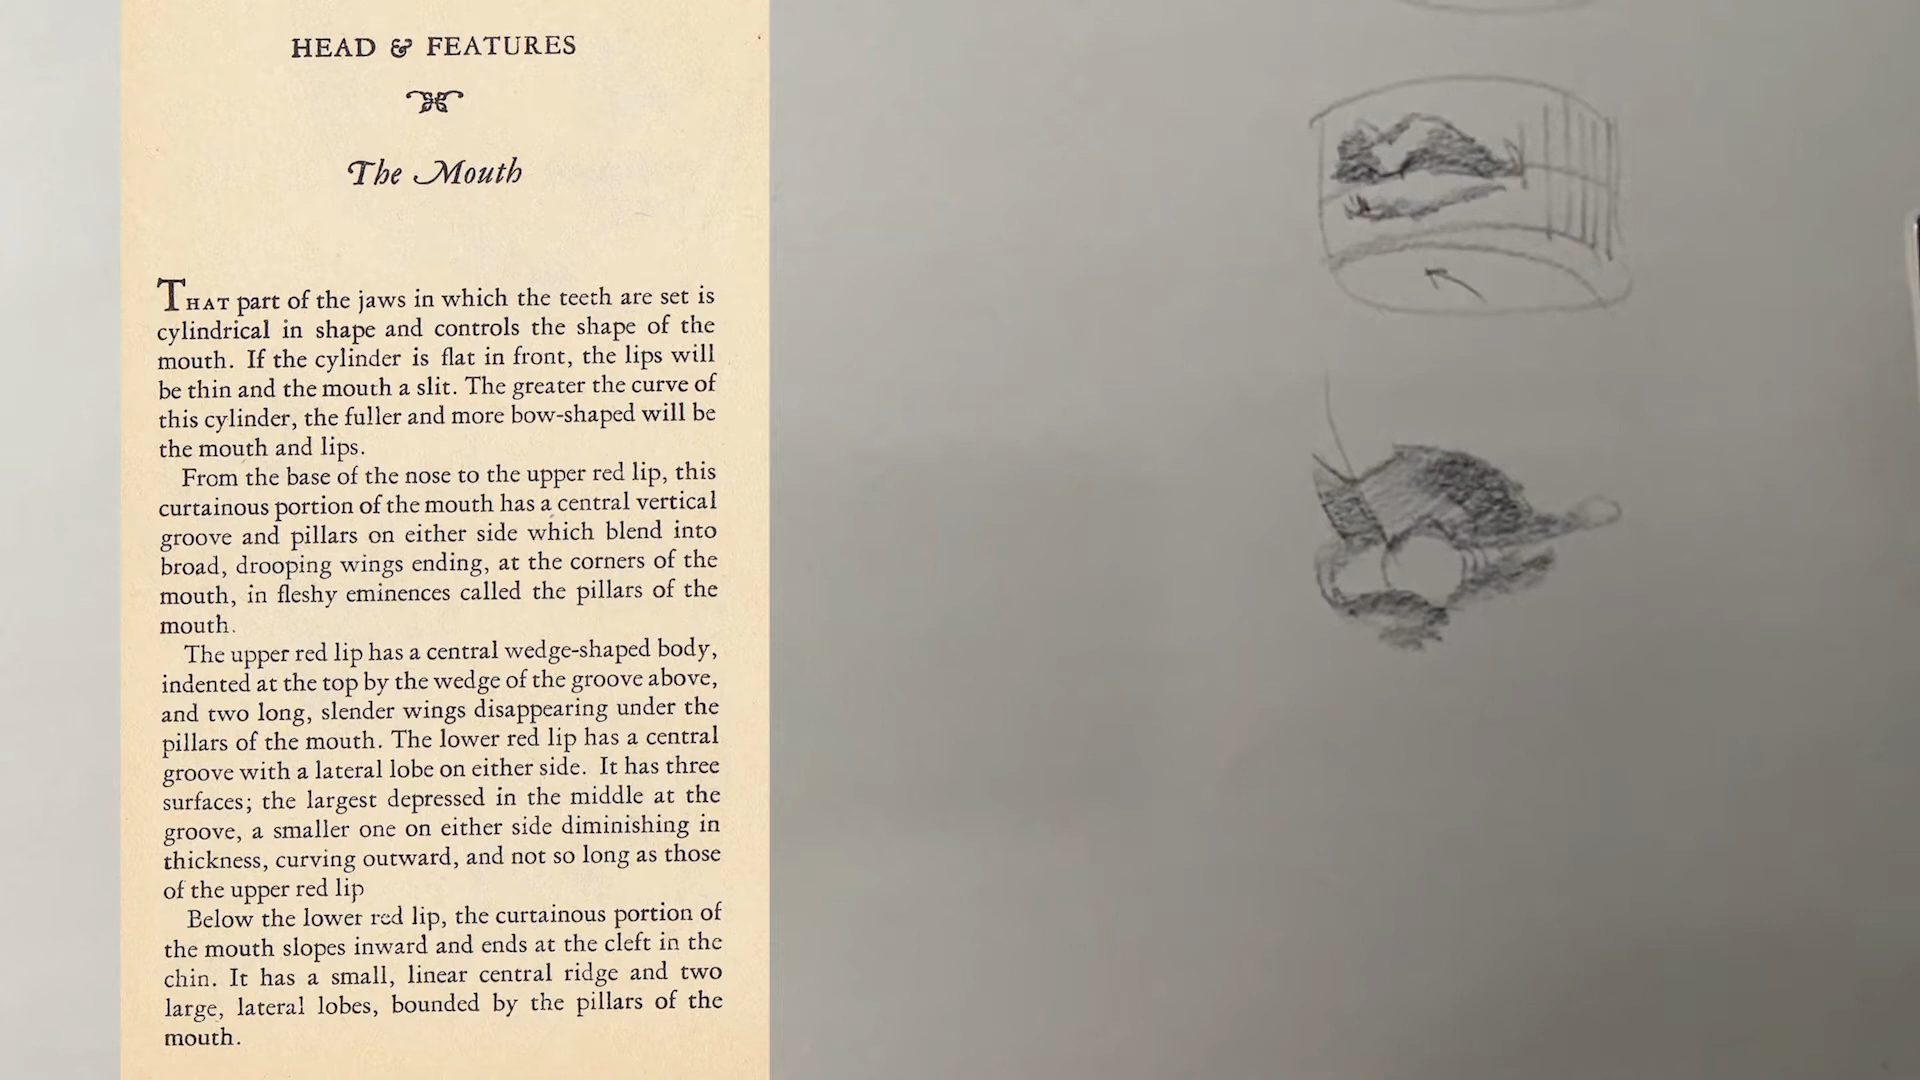 HEAD & FEATURES
The Mouth
THAT part of the jaws in which the teeth are set is
cylindrical in shape and controls the shape of the
mouth. If the cylinder is flat in front, the lips will
be thin and the mouth a slit. The greater the curve of
this cylinder, the fuller and more bow-shaped will be
the mouth and lips.
From the base of the nose to the upper red lip, this
curtainous portion of the mouth has a central vertical
groove and pillars on either side which blend into
broad, drooping wings ending, at the corners of the
mouth, in fleshy eminences called the pillars of the
mouth.
The upper red lip has a central wedge-shaped body,
indented at the top by the wedge of the groove above,
and two long, slender wings disappearing under the
pillars of the mouth. The lower red lip has a central
groove with a lateral lobe on either side. It has three
surfaces; the largest depressed in the middle at the
groove, a smaller one on either side diminishing in
thickness, curving outward, and not so long as those
of the upper red lip
Below the lower red lip, the curtainous portion of
the mouth slopes inward and ends at the cleft in the
chin. It has a small, linear central ridge and two
large, lateral lobes, bounded by the pillars of the
mouth.